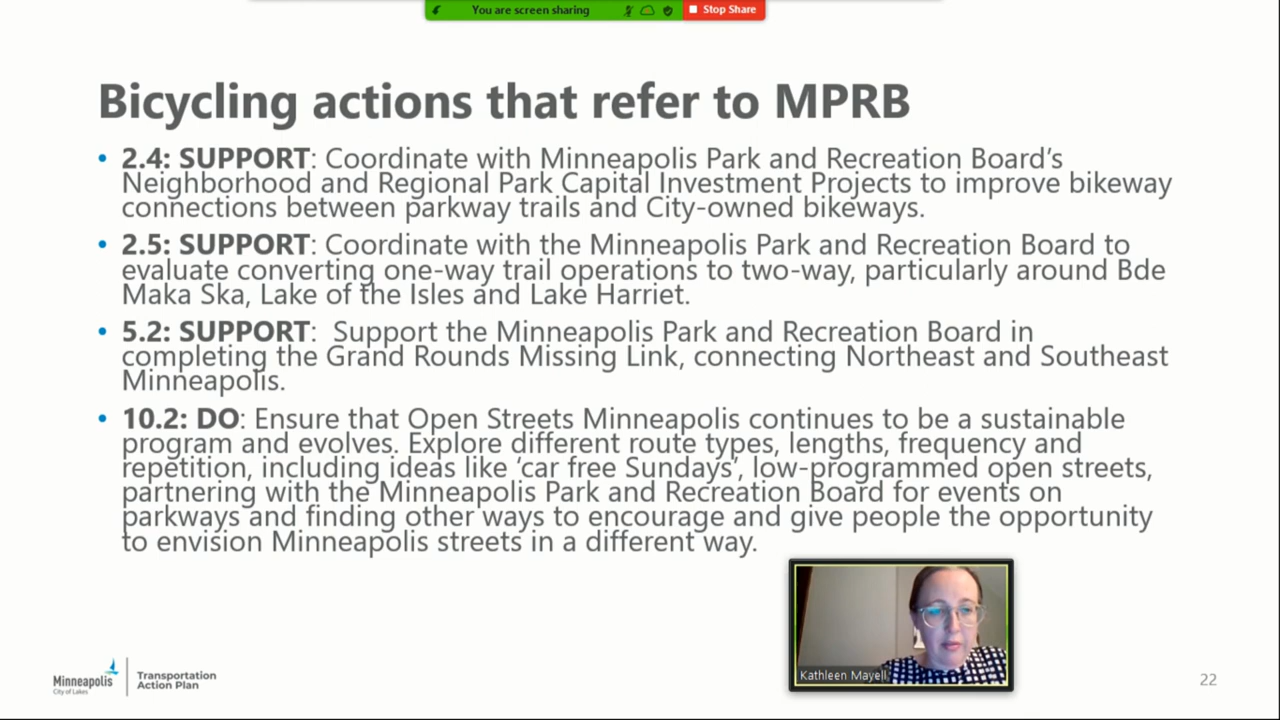 You are screen sharing
Stop Share
Bicycling actions that refer to MPRB
• 2.4: SUPPORT: Coordinate with Minneapolis Park and Recreation Board’s
Neighborhood and Regional Park Capital Investment Projects to improve bikeway
connections between parkway trails and City-owned bikeways.
• 2.5: SUPPORT: Coordinate with the Minneapolis Park and Recreation Board to
evaluate converting one-way trail operations to two-way, particularly around Bde
Maka Ska, Lake of the Isles and Lake Harriet.
• 5.2: SUPPORT:  Support the Minneapolis Park and Recreation Board in
completing the Grand Rounds Missing Link, connecting Northeast and Southeast
Minneapolis.
• 10.2: DO: Ensure that Open Streets Minneapolis continues to be a sustainable
program and evolves. Explore different route types, lengths, frequency and
repetition, including ideas like ‘car free Sundays’, low-programmed open streets,
partnering with the Minneapolis Park and Recreation Board for events on
parkways and finding other ways to encourage and give people the opportunity
to envision Minneapolis streets in a different way.
Kathleen Mayell
Minneapolis
City of Lakes
Transportation
Action Plan
22